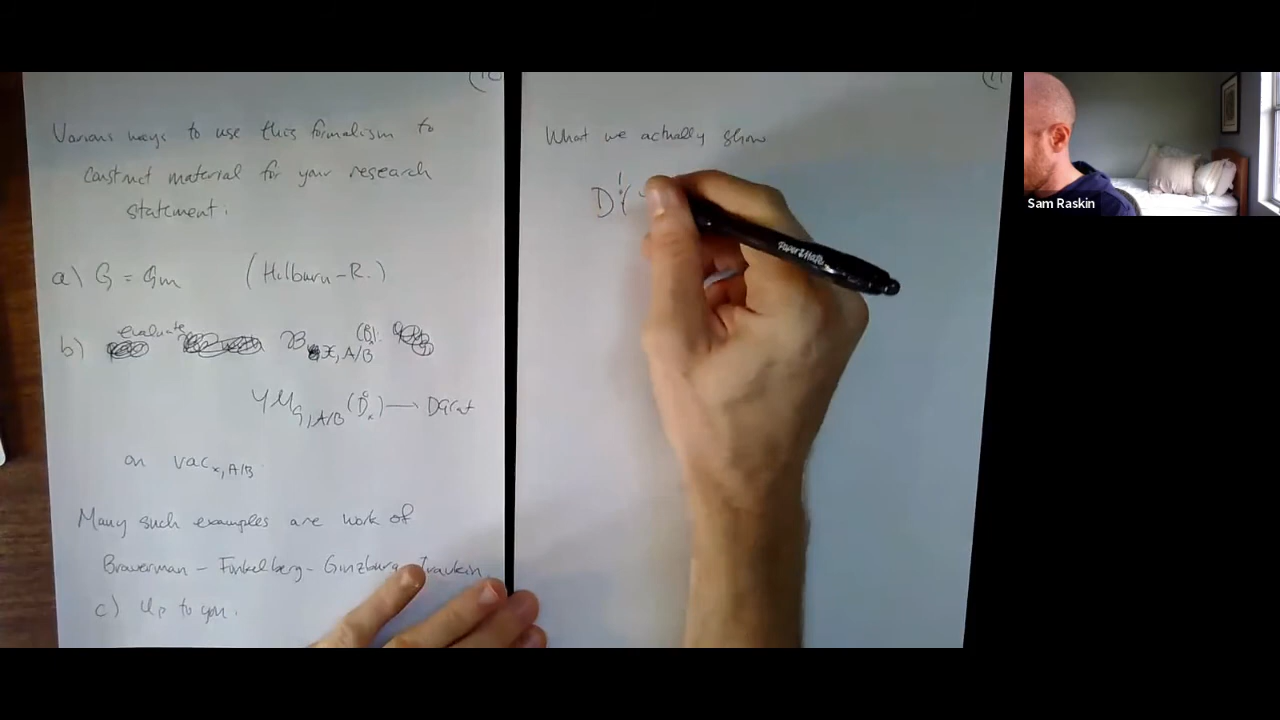 Various ways to use this formalism to
construct material for your research
statement:
a) G = Gm (Hilburn-R.)
b) evaluate (B):
x, A/B
YM G, A/B (D°x) → DGCat
on vac x, A/B
Many such examples are work of
Braverman - Finkelberg - Ginzburg - Travkin
c) Up to you.
What we actually show
D!(
PaperMate
Sam Raskin